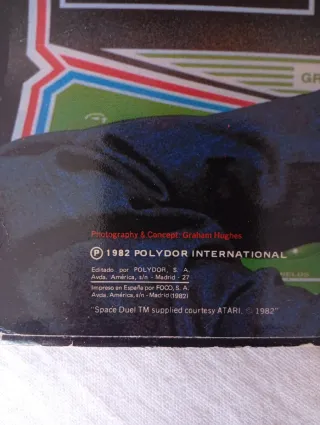 GR
Photography & Concept: Graham Hughes
℗ 1982 POLYDOR INTERNATIONAL
Editado por POLYDOR, S. A.
Avda. América, s/n - Madrid - 27
Impreso en España por FOCO, S. A.
Avda. América, s/n - Madrid (1982)
"Space Duel TM supplied courtesy ATARI. © 1982"